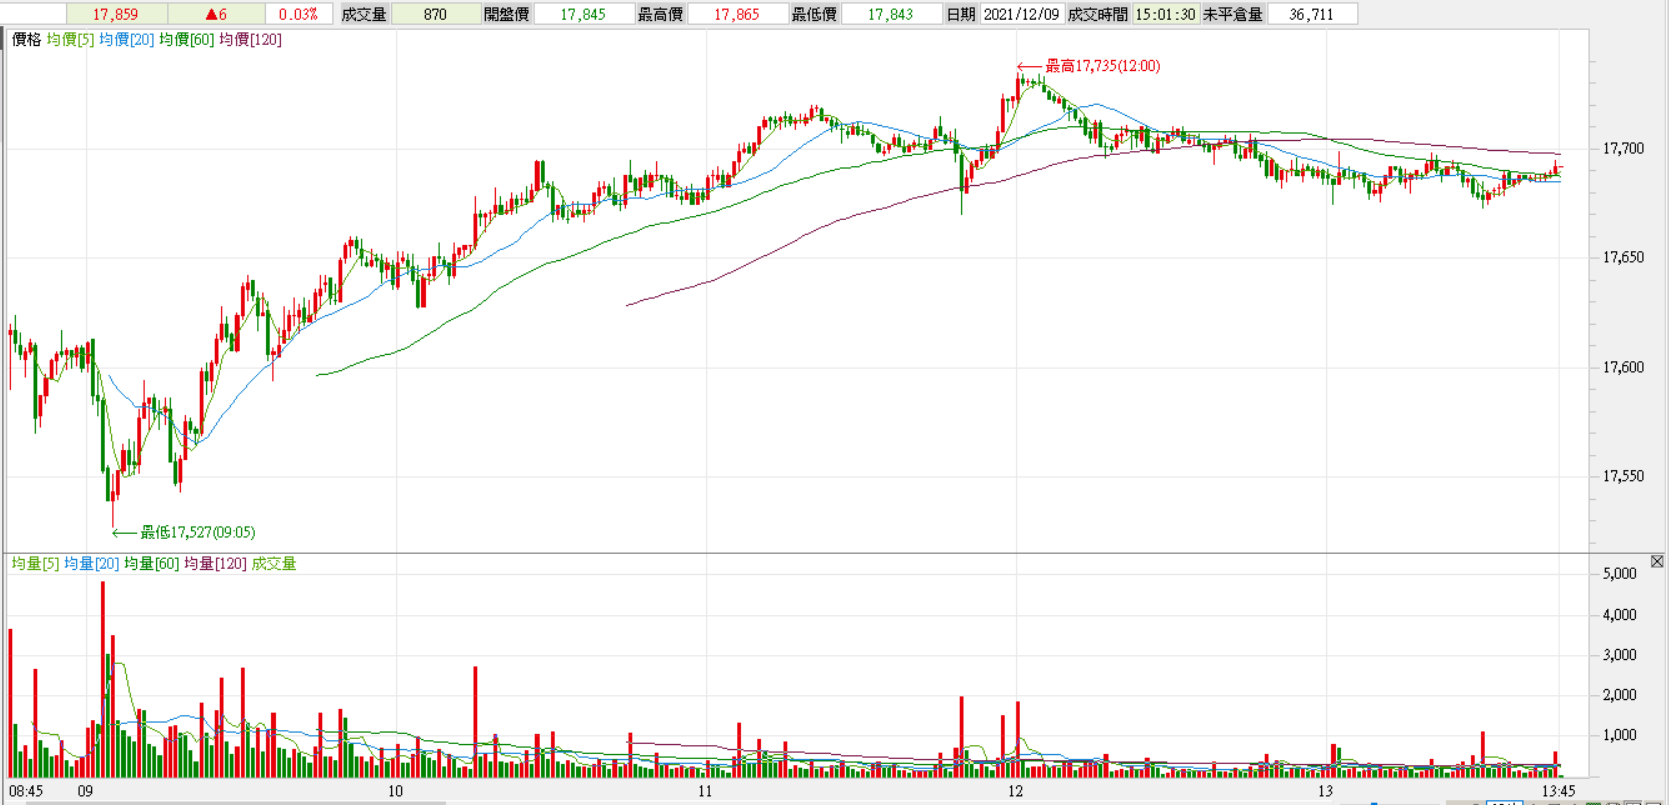 17,859 ▲6 0.03% 成交量 870 開盤價 17,845 最高價 17,865 最低價 17,843 日期 2021/12/09 成交時間 15:01:30 未平倉量 36,711
價格 均價[5] 均價[20] 均價[60] 均價[120]
←最高17,735(12:00)
17,700
17,650
17,600
17,550
←最低17,527(09:05)
均量[5] 均量[20] 均量[60] 均量[120] 成交量
5,000
4,000
3,000
2,000
1,000
08:45 09 10 11 12 13 13:45